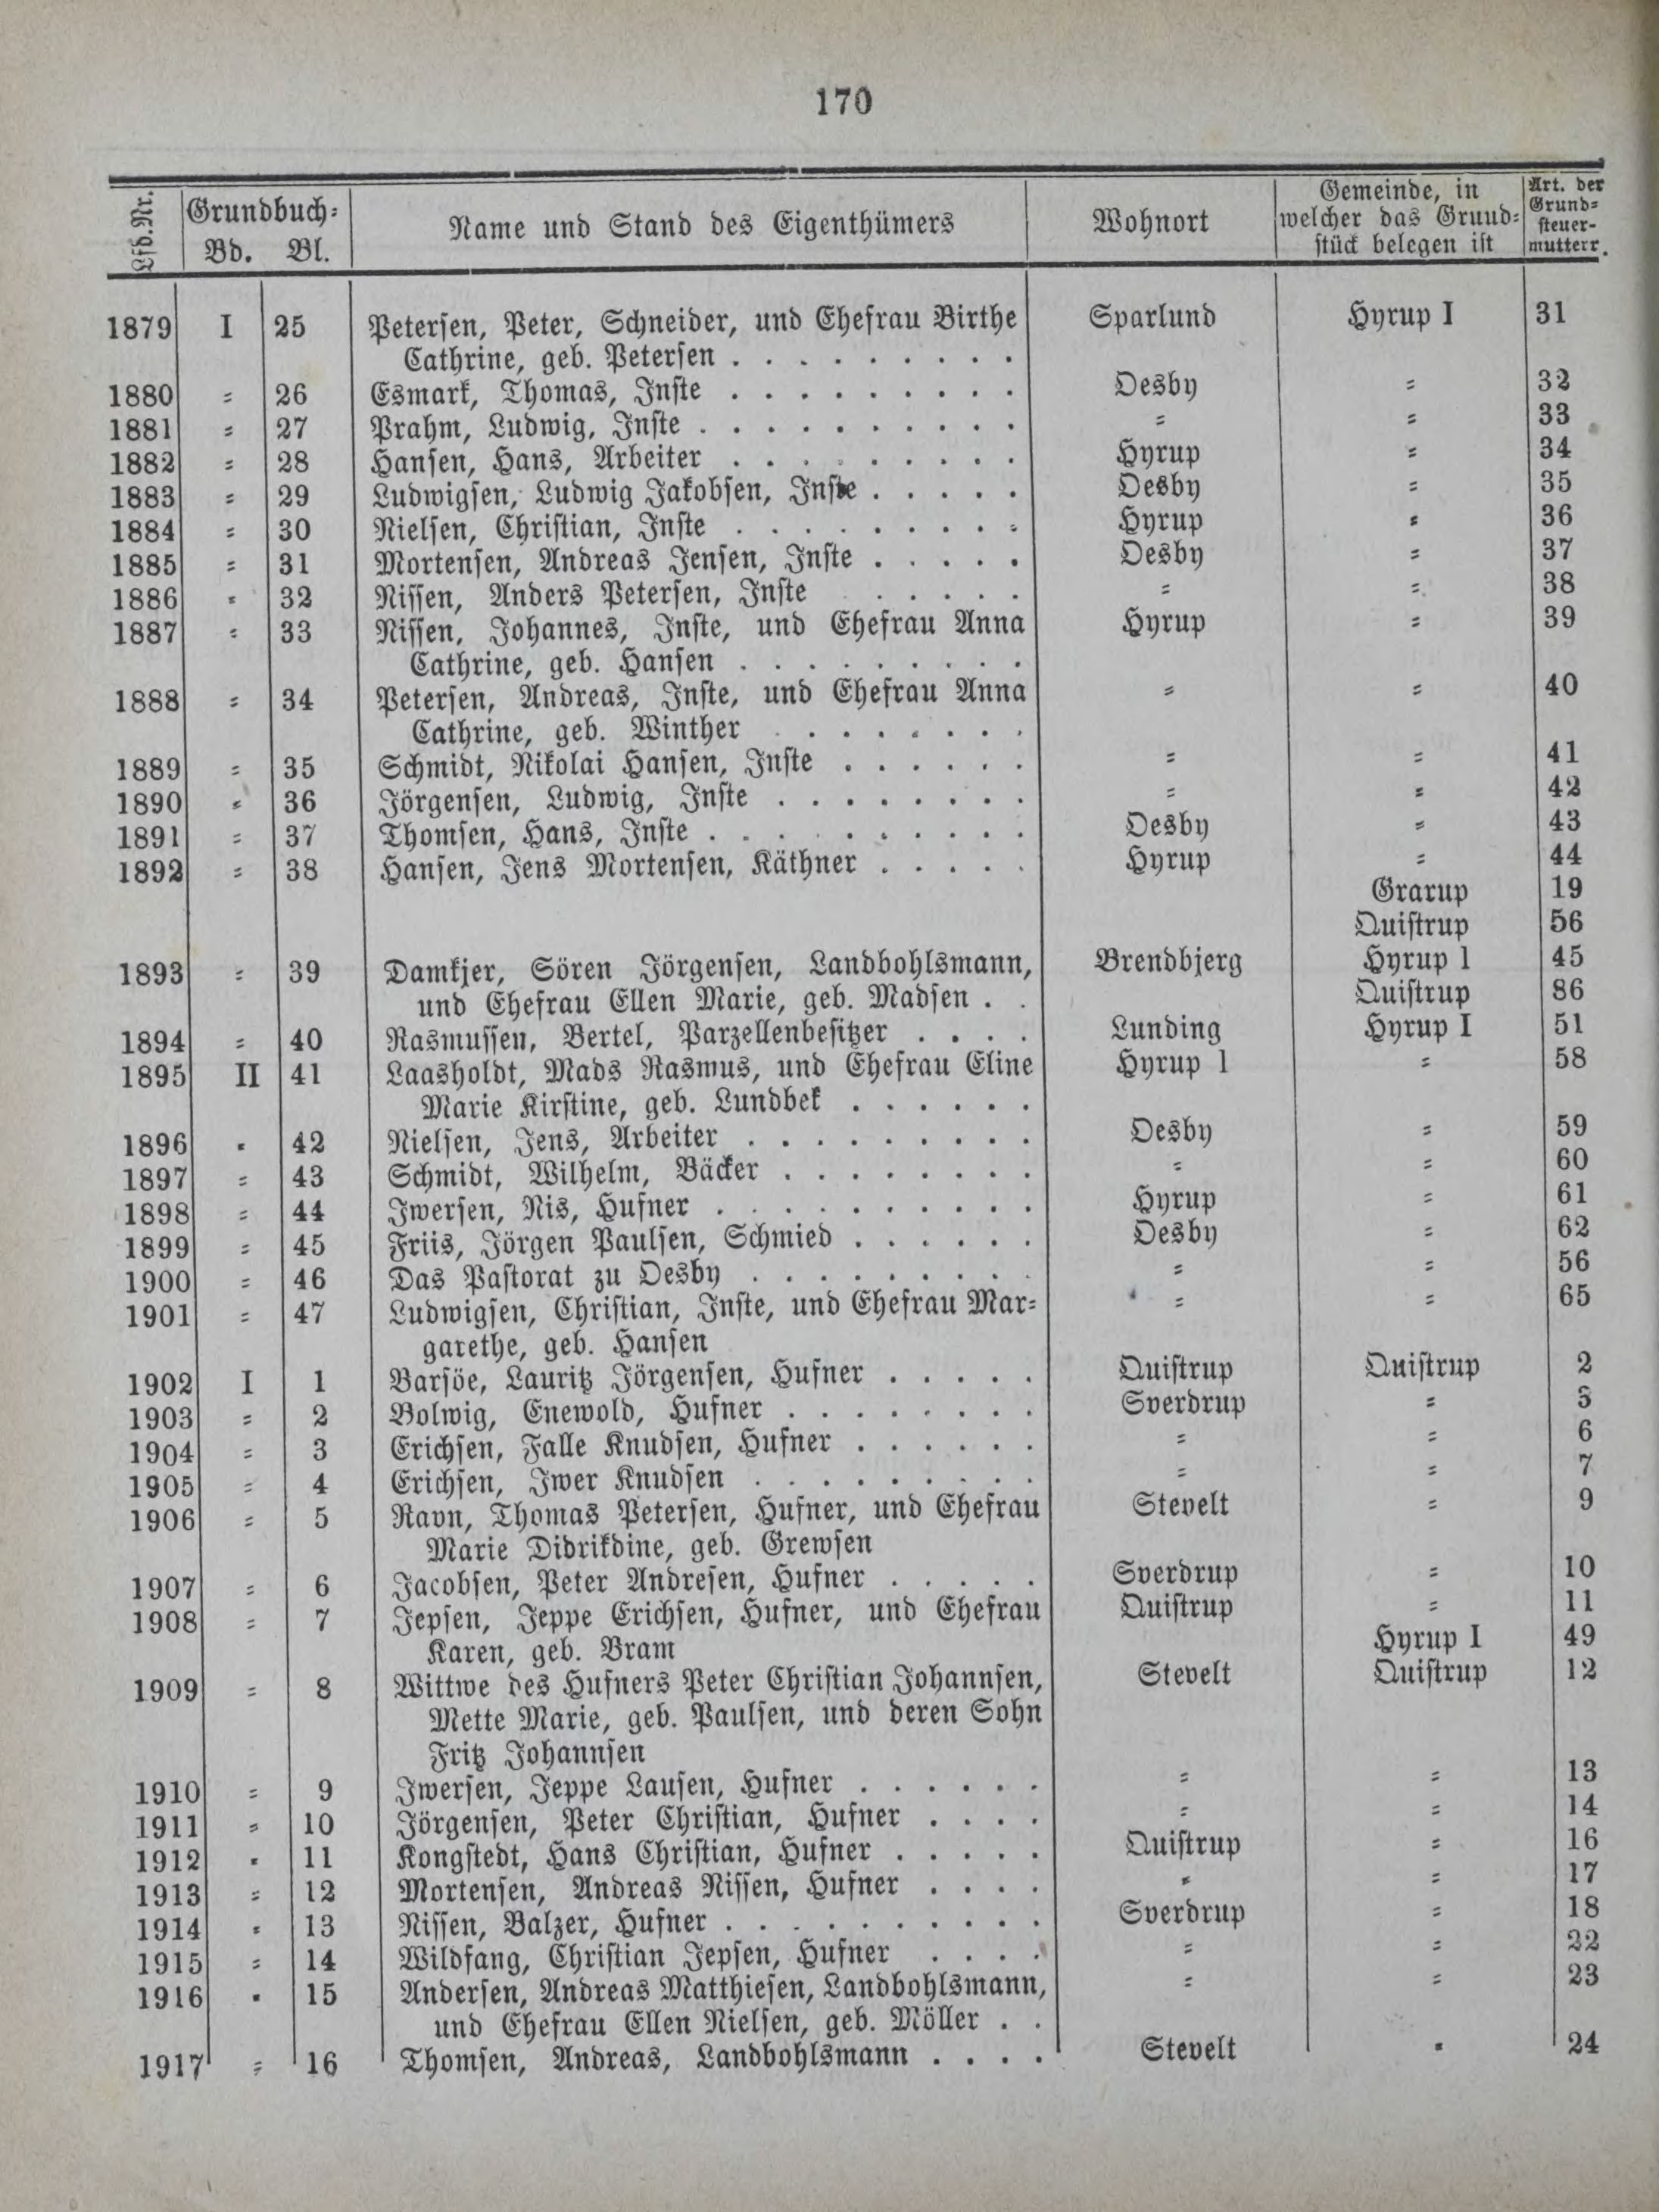 170
Lfd. Nr. Grundbuch= Bd. Bl. Name und Stand des Eigenthümers Wohnort Gemeinde, in welcher das Grund= stück belegen ist Art. der Grund= steuer- mutterr.
1879 I 25 Petersen, Peter, Schneider, und Ehefrau Birthe Sparlund Hyrup I 31
Cathrine, geb. Petersen . . . . . . . . .
1880 = 26 Esmark, Thomas, Inste . . . . . . . . . Oesby = 32
1881 = 27 Prahm, Ludwig, Inste . . . . . . . . . . = = 33
1882 = 28 Hansen, Hans, Arbeiter . . . . . . . . . Hyrup = 34
1883 = 29 Ludwigsen, Ludwig Jakobsen, Inste . . . . . Oesby = 35
1884 = 30 Nielsen, Christian, Inste . . . . . . . . . Hyrup = 36
1885 = 31 Mortensen, Andreas Jensen, Inste . . . . . Oesby = 37
1886 = 32 Nissen, Anders Petersen, Inste . . . . . = = 38
1887 = 33 Nissen, Johannes, Inste, und Ehefrau Anna Hyrup = 39
Cathrine, geb. Hansen . . . . . . . . .
1888 = 34 Petersen, Andreas, Inste, und Ehefrau Anna = = 40
Cathrine, geb. Winther . . . . . . . .
1889 = 35 Schmidt, Nikolai Hansen, Inste . . . . . . = = 41
1890 = 36 Jörgensen, Ludwig, Inste . . . . . . . . = = 42
1891 = 37 Thomsen, Hans, Inste . . . . . . . . . . Oesby = 43
1892 = 38 Hansen, Jens Mortensen, Käthner . . . . . Hyrup = 44
Grarup 19
Quistrup 56
1893 = 39 Damkjer, Sören Jörgensen, Landbohlsmann, Brendbjerg Hyrup I 45
und Ehefrau Ellen Marie, geb. Madsen . . Quistrup 86
1894 = 40 Rasmussen, Bertel, Parzellenbesitzer . . . . Lunding Hyrup I 51
1895 II 41 Laasholdt, Mads Rasmus, und Ehefrau Eline Hyrup I = 58
Marie Kirstine, geb. Lundbek . . . . . .
1896 = 42 Nielsen, Jens, Arbeiter . . . . . . . . . Oesby = 59
1897 = 43 Schmidt, Wilhelm, Bäcker . . . . . . . . = = 60
1898 = 44 Iwersen, Nis, Hufner . . . . . . . . . . Hyrup = 61
1899 = 45 Friis, Jörgen Paulsen, Schmied . . . . . . Oesby = 62
1900 = 46 Das Pastorat zu Oesby . . . . . . . . . = = 56
1901 = 47 Ludwigsen, Christian, Inste, und Ehefrau Mar= = = 65
garethe, geb. Hansen
1902 I 1 Barsöe, Lauritz Jörgensen, Hufner . . . . . Quistrup Quistrup 2
1903 = 2 Bolwig, Enewold, Hufner . . . . . . . . Sverdrup = 3
1904 = 3 Erichsen, Falle Knudsen, Hufner . . . . . . = = 6
1905 = 4 Erichsen, Iwer Knudsen . . . . . . . . . = = 7
1906 = 5 Ravn, Thomas Petersen, Hufner, und Ehefrau Stevelt = 9
Marie Didrikdine, geb. Grewsen
1907 = 6 Jacobsen, Peter Andresen, Hufner . . . . . Sverdrup = 10
1908 = 7 Jepsen, Jeppe Erichsen, Hufner, und Ehefrau Quistrup = 11
Karen, geb. Bram Hyrup I 49
1909 = 8 Wittwe des Hufners Peter Christian Johannsen, Stevelt Quistrup 12
Mette Marie, geb. Paulsen, und deren Sohn
Fritz Johannsen
1910 = 9 Iwersen, Jeppe Lausen, Hufner . . . . . . = = 13
1911 = 10 Jörgensen, Peter Christian, Hufner . . . . = = 14
1912 = 11 Kongstedt, Hans Christian, Hufner . . . . . Quistrup = 16
1913 = 12 Mortensen, Andreas Nissen, Hufner . . . . = = 17
1914 = 13 Nissen, Balzer, Hufner . . . . . . . . . . Sverdrup = 18
1915 = 14 Wildfang, Christian Jepsen, Hufner . . . . = = 22
1916 = 15 Andersen, Andreas Matthiesen, Landbohlsmann, = = 23
und Ehefrau Ellen Nielsen, geb. Möller . .
1917 = 16 Thomsen, Andreas, Landbohlsmann . . . . Stevelt = 24